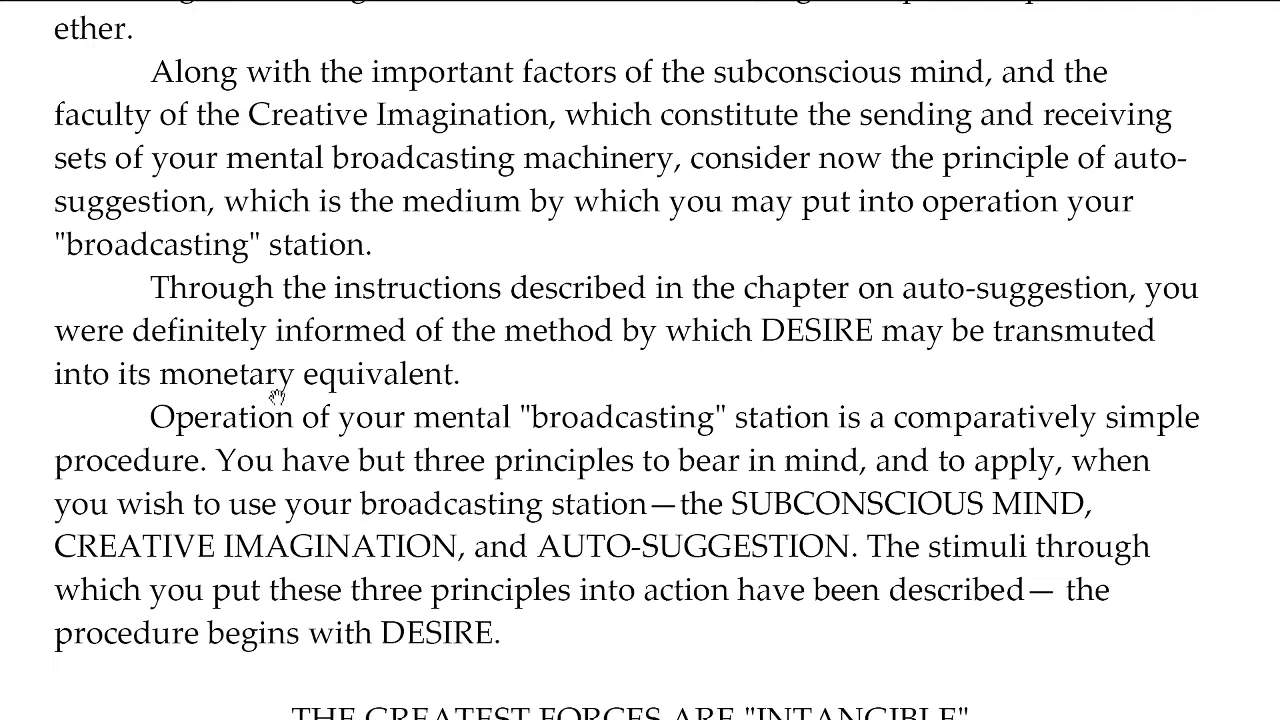 ether.
Along with the important factors of the subconscious mind, and the
faculty of the Creative Imagination, which constitute the sending and receiving
sets of your mental broadcasting machinery, consider now the principle of auto-
suggestion, which is the medium by which you may put into operation your
"broadcasting" station.
Through the instructions described in the chapter on auto-suggestion, you
were definitely informed of the method by which DESIRE may be transmuted
into its monetary equivalent.
Operation of your mental "broadcasting" station is a comparatively simple
procedure. You have but three principles to bear in mind, and to apply, when
you wish to use your broadcasting station—the SUBCONSCIOUS MIND,
CREATIVE IMAGINATION, and AUTO-SUGGESTION. The stimuli through
which you put these three principles into action have been described— the
procedure begins with DESIRE.
THE GREATEST FORCES ARE "INTANGIBLE"